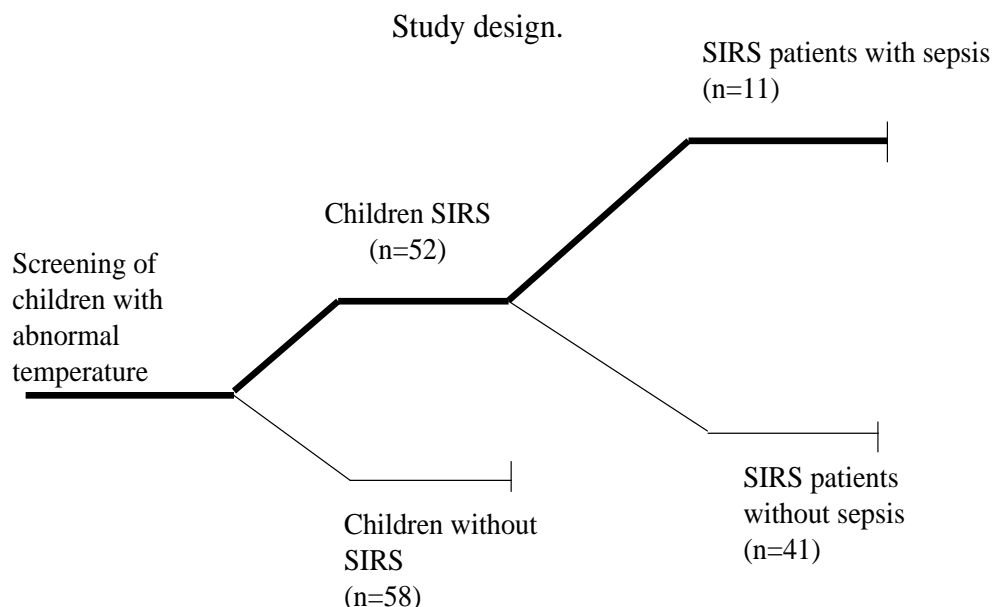 Study design.
SIRS patients with sepsis
(n=11)
Children SIRS
(n=52)
Screening of
children with
abnormal
temperature
Children without
SIRS
(n=58)
SIRS patients
without sepsis
(n=41)